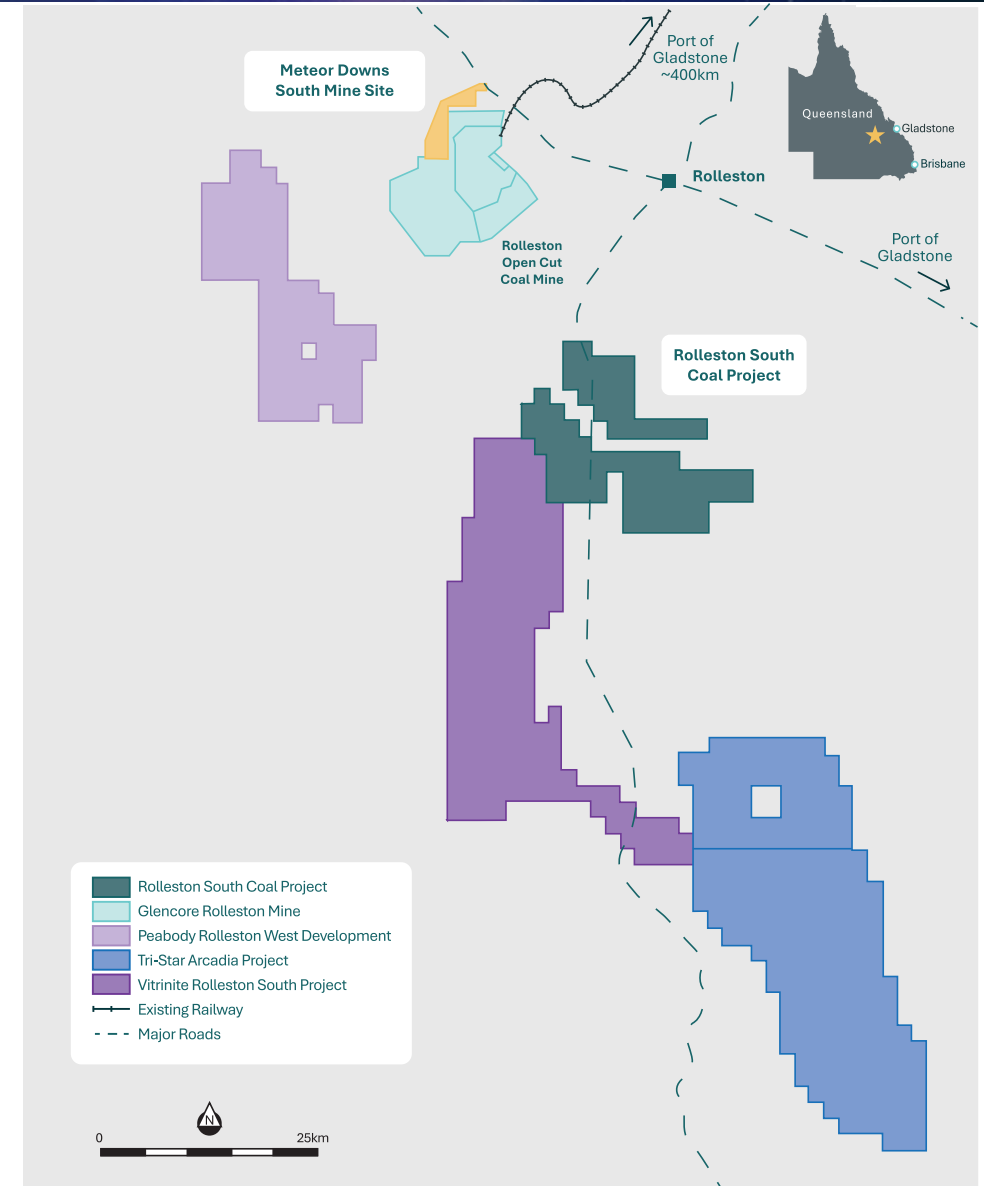 Port of
Gladstone
~400km
Meteor Downs
South Mine Site
Queensland
Gladstone
Brisbane
Rolleston
Rolleston
Open Cut
Coal Mine
Port of
Gladstone
Rolleston South
Coal Project
Rolleston South Coal Project
Glencore Rolleston Mine
Peabody Rolleston West Development
Tri-Star Arcadia Project
Vitrinite Rolleston South Project
Existing Railway
Major Roads
N
0 25km